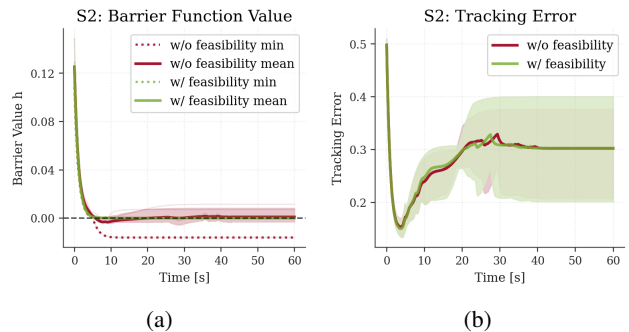 S2: Barrier Function Value
w/o feasibility min
w/o feasibility mean
w/ feasibility min
w/ feasibility mean
Barrier Value h
0.12
0.08
0.04
0.00
0 10 20 30 40 50 60
Time [s]
(a)
S2: Tracking Error
w/o feasibility
w/ feasibility
Tracking Error
0.5
0.4
0.3
0.2
0 10 20 30 40 50 60
Time [s]
(b)